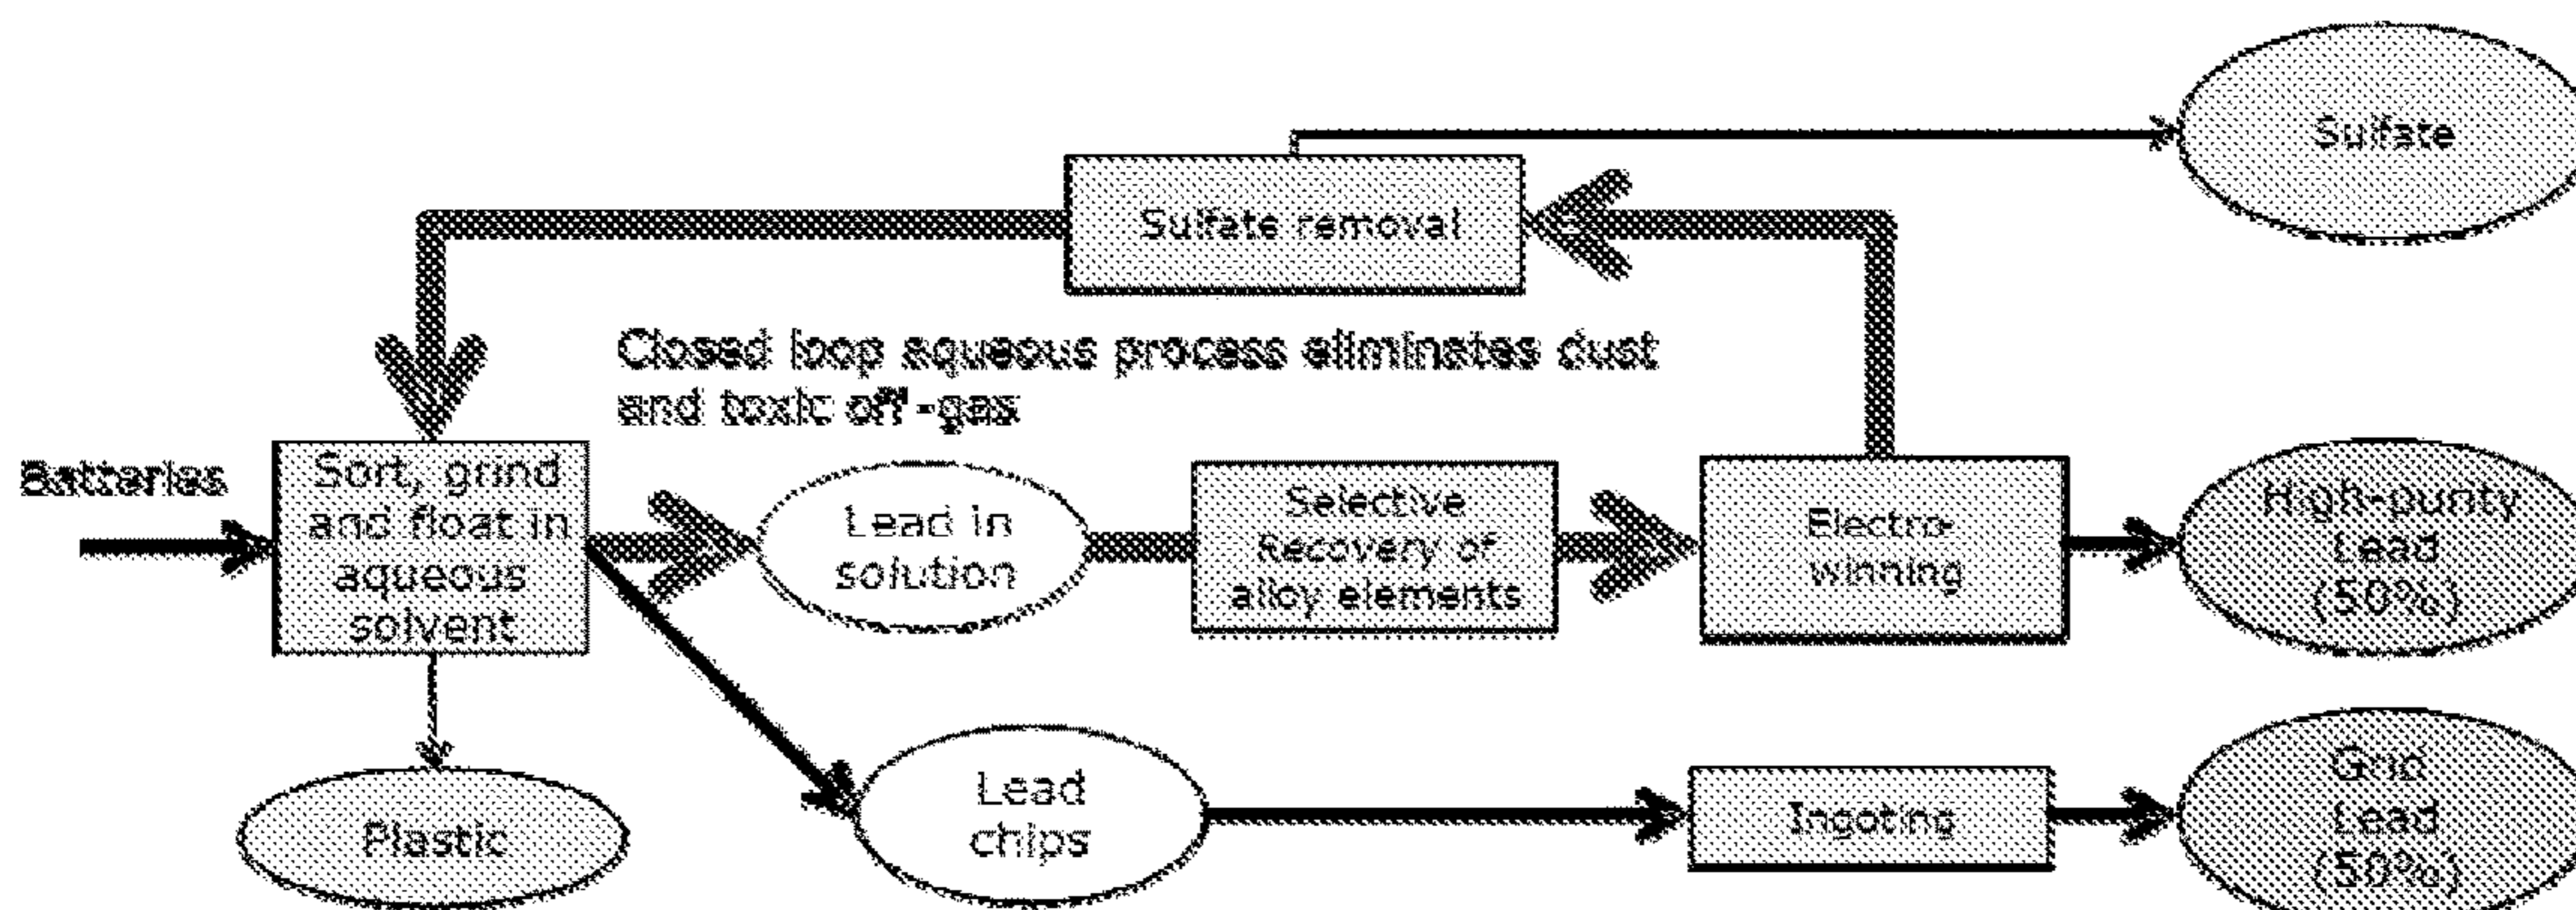 Sulfate
Sulfate removal
Closed loop aqueous process eliminates dust
and toxic off-gas
Batteries
Sort, grind
and float in
aqueous
solvent
Lead in
solution
Selective
Recovery of
alloy elements
Electro-
winning
High-purity
Lead
(50%)
Plastic
Lead
chips
Ingoting
Grid
Lead
(50%)